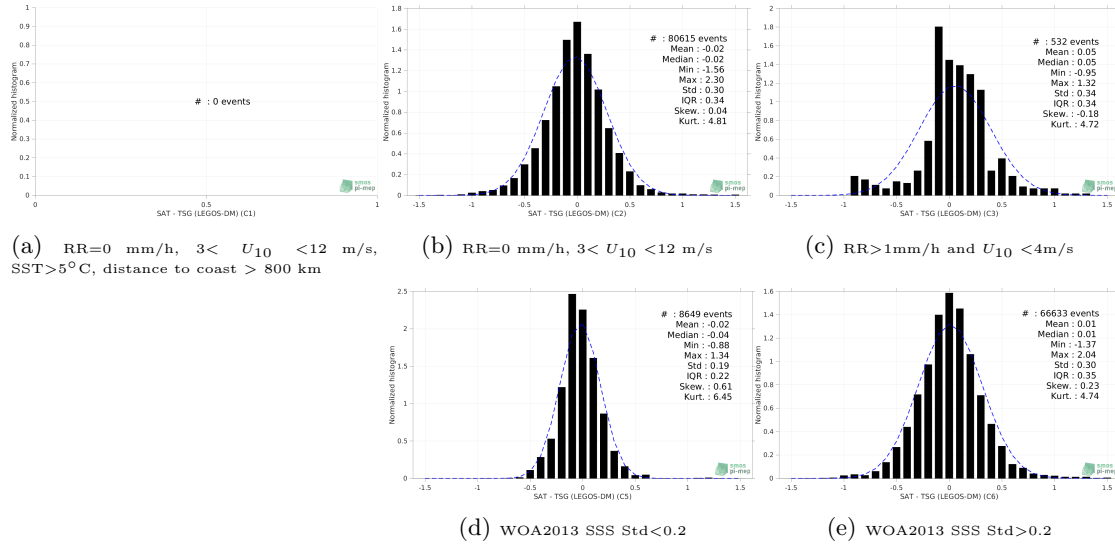 1
0.9
0.8
0.7
0.6
0.5
0.4
0.3
0.2
0.1
0
Normalized histogram
# : 0 events
0 0.5 1
SAT - TSG (LEGOS-DM) (C1)
smos
pi-mep
(a) RR=0 mm/h, 3< U10 <12 m/s,
SST>5°C, distance to coast > 800 km
1.8
1.6
1.4
1.2
1
0.8
0.6
0.4
0.2
0
Normalized histogram
# : 80615 events
Mean : -0.02
Median : -0.02
Min : -1.56
Max : 2.30
Std : 0.30
IQR : 0.34
Skew. : 0.04
Kurt. : 4.81
-1.5 -1 -0.5 0 0.5 1 1.5
SAT - TSG (LEGOS-DM) (C2)
smos
pi-mep
(b) RR=0 mm/h, 3< U10 <12 m/s
2
1.8
1.6
1.4
1.2
1
0.8
0.6
0.4
0.2
0
Normalized histogram
# : 532 events
Mean : 0.05
Median : 0.05
Min : -0.95
Max : 1.32
Std : 0.34
IQR : 0.34
Skew. : -0.18
Kurt. : 4.72
-1.5 -1 -0.5 0 0.5 1 1.5
SAT - TSG (LEGOS-DM) (C3)
smos
pi-mep
(c) RR>1mm/h and U10 <4m/s
2.5
2
1.5
1
0.5
0
Normalized histogram
# : 8649 events
Mean : -0.02
Median : -0.04
Min : -0.88
Max : 1.34
Std : 0.19
IQR : 0.22
Skew. : 0.61
Kurt. : 6.45
-1.5 -1 -0.5 0 0.5 1 1.5
SAT - TSG (LEGOS-DM) (C5)
smos
pi-mep
(d) WOA2013 SSS Std<0.2
1.6
1.4
1.2
1
0.8
0.6
0.4
0.2
0
Normalized histogram
# : 66633 events
Mean : 0.01
Median : 0.01
Min : -1.37
Max : 2.04
Std : 0.30
IQR : 0.35
Skew. : 0.23
Kurt. : 4.74
-1.5 -1 -0.5 0 0.5 1 1.5
SAT - TSG (LEGOS-DM) (C6)
smos
pi-mep
(e) WOA2013 SSS Std>0.2